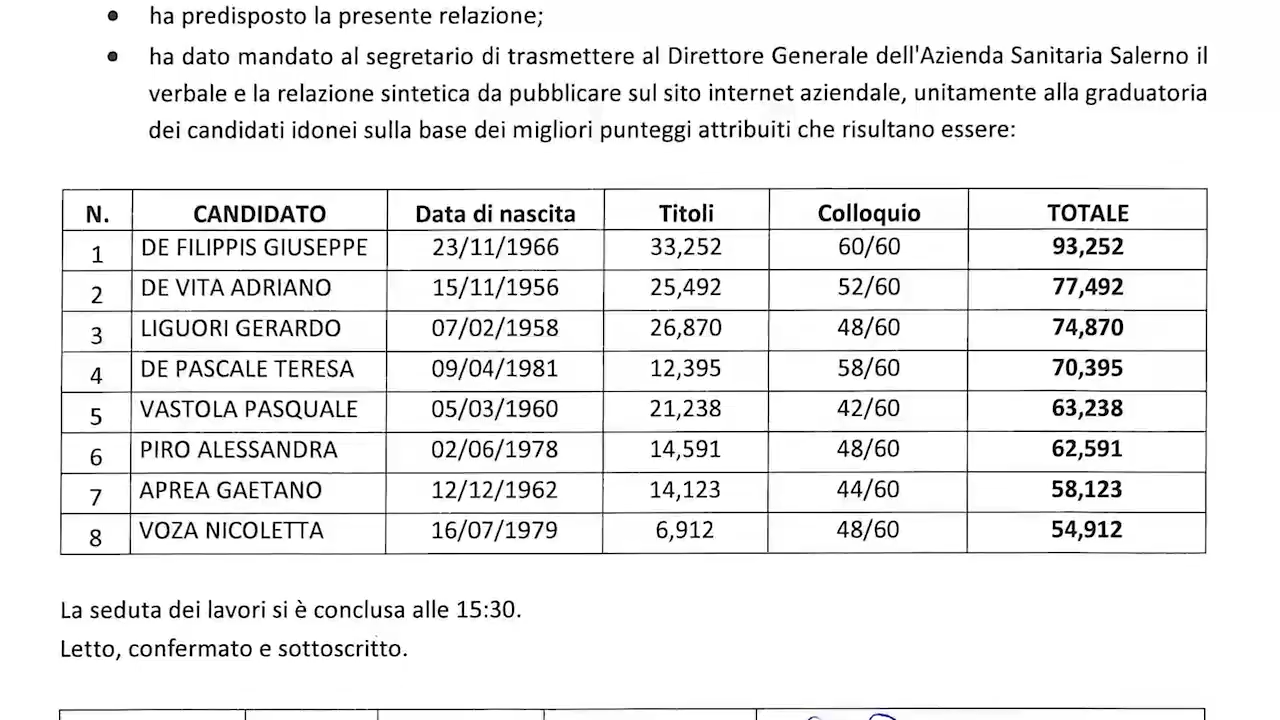 • ha predisposto la presente relazione;
• ha dato mandato al segretario di trasmettere al Direttore Generale dell'Azienda Sanitaria Salerno il
verbale e la relazione sintetica da pubblicare sul sito internet aziendale, unitamente alla graduatoria
dei candidati idonei sulla base dei migliori punteggi attribuiti che risultano essere:
N. CANDIDATO Data di nascita Titoli Colloquio TOTALE
1 DE FILIPPIS GIUSEPPE 23/11/1966 33,252 60/60 93,252
2 DE VITA ADRIANO 15/11/1956 25,492 52/60 77,492
3 LIGUORI GERARDO 07/02/1958 26,870 48/60 74,870
4 DE PASCALE TERESA 09/04/1981 12,395 58/60 70,395
5 VASTOLA PASQUALE 05/03/1960 21,238 42/60 63,238
6 PIRO ALESSANDRA 02/06/1978 14,591 48/60 62,591
7 APREA GAETANO 12/12/1962 14,123 44/60 58,123
8 VOZA NICOLETTA 16/07/1979 6,912 48/60 54,912
La seduta dei lavori si è conclusa alle 15:30.
Letto, confermato e sottoscritto.